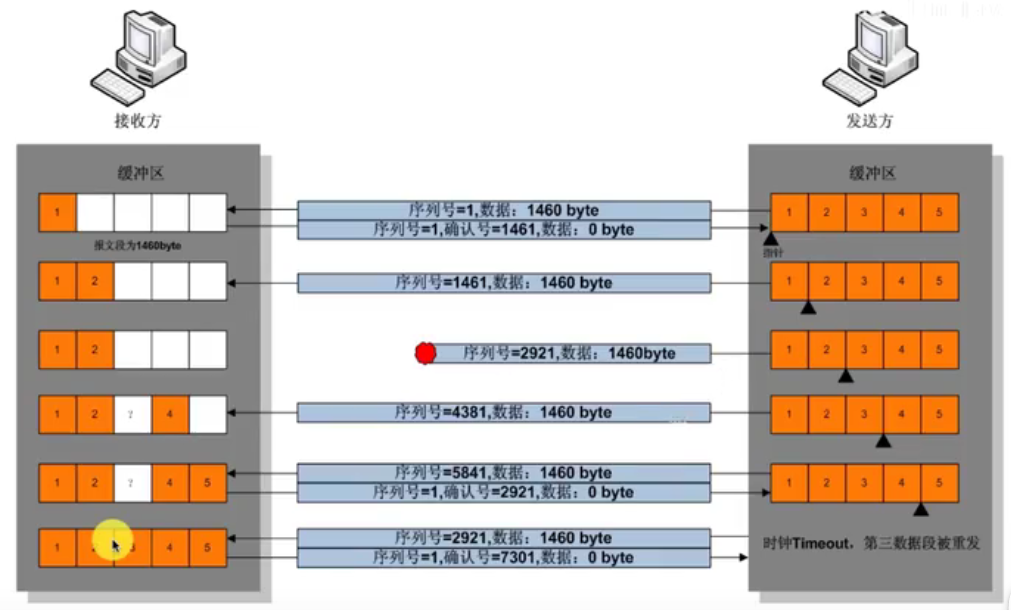 接收方
发送方
缓冲区
缓冲区
1
序列号=1,数据：1460 byte
1 2 3 4 5
序列号=1,确认号=1461,数据：0 byte
报文段为1460byte
指针
1 2
序列号=1461,数据：1460 byte
1 2 3 4 5
1 2
序列号=2921,数据：1460byte
1 2 3 4 5
1 2 ? 4
序列号=4381,数据：1460 byte
1 2 3 4 5
1 2 ? 4 5
序列号=5841,数据：1460 byte
1 2 3 4 5
序列号=1,确认号=2921,数据：0 byte
序列号=2921,数据：1460 byte
1 2 3 4 5
时钟Timeout，第三数据段被重发
序列号=1,确认号=7301,数据：0 byte